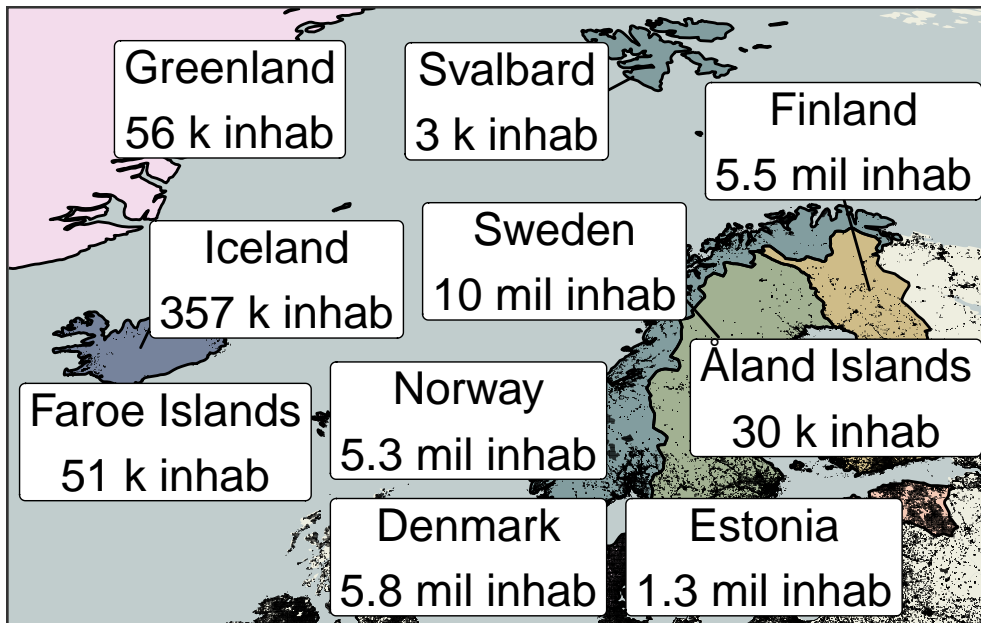 Greenland
56 k inhab
Svalbard
3 k inhab
Finland
5.5 mil inhab
Iceland
357 k inhab
Sweden
10 mil inhab
Faroe Islands
51 k inhab
Norway
5.3 mil inhab
Åland Islands
30 k inhab
Denmark
5.8 mil inhab
Estonia
1.3 mil inhab